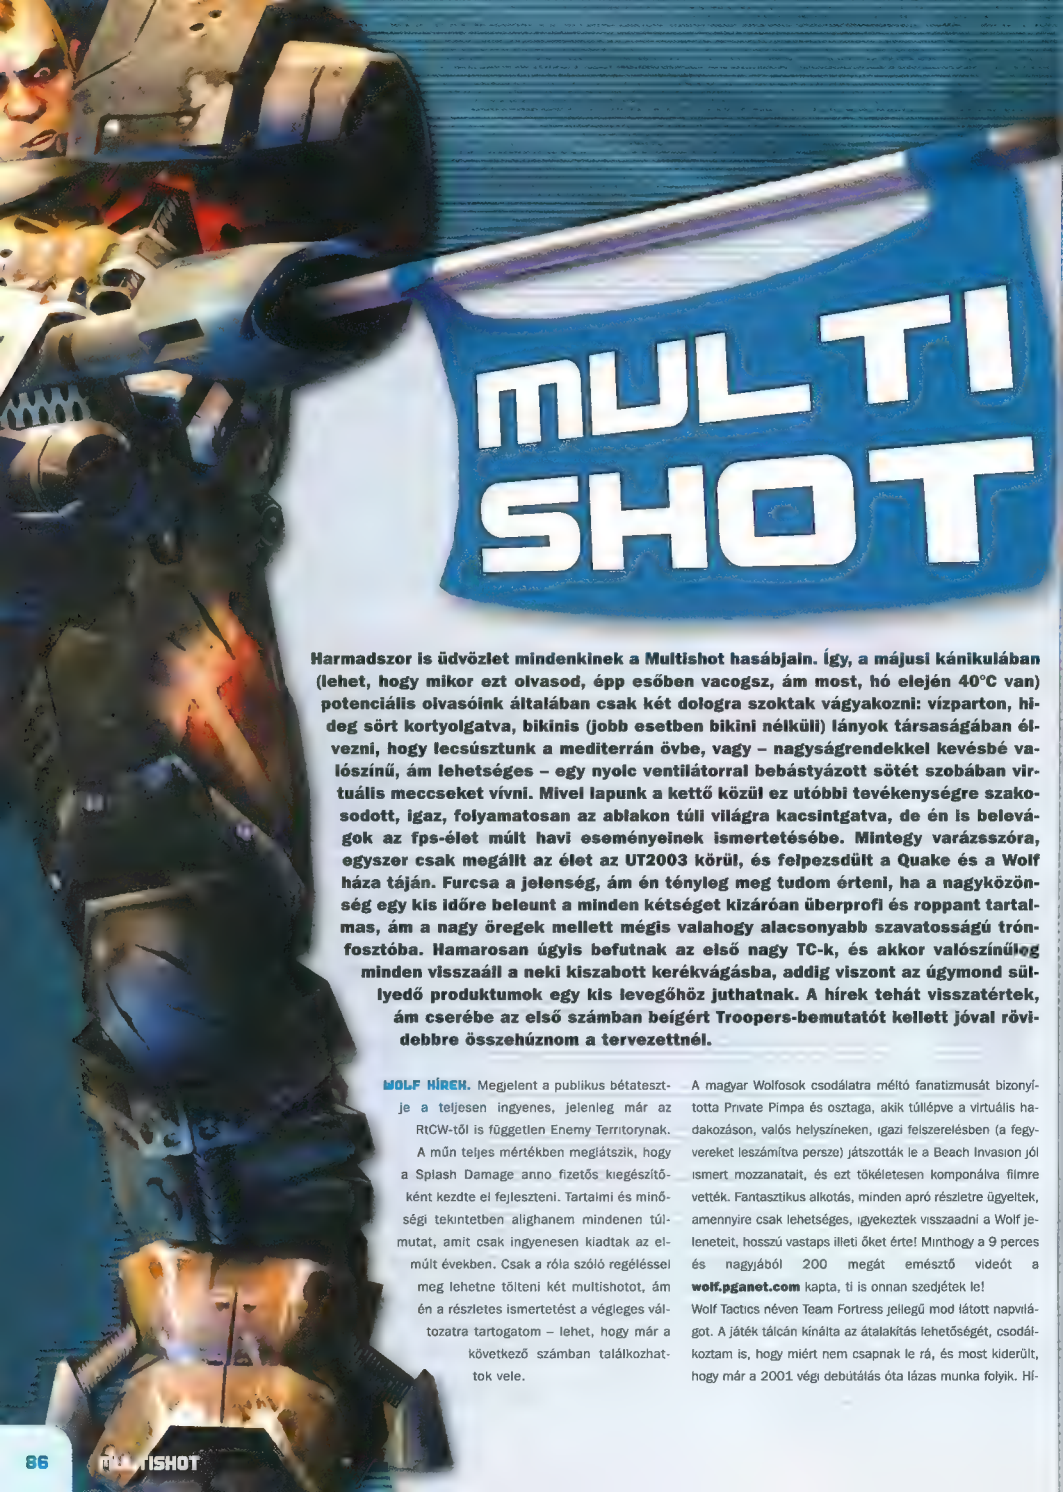 MULTI
SHOT
Harmadszor is üdvözlet mindenkinek a Multishot hasábjain. Így, a májusi kánikulában
(lehet, hogy mikor ezt olvasod, épp esőben vacogsz, ám most, hó elején 40°C van)
potenciális olvasóink általában csak két dologra szoktak vágyakozni: vízparton, hi-
deg sört kortyolgatva, bikinis (jobb esetben bikini nélküli) lányok társaságában él-
vezni, hogy lecsúsztunk a mediterrán övbe, vagy – nagyságrendekkel kevésbé va-
lószínű, ám lehetséges – egy nyolc ventilátorral bebástyázott sötét szobában vir-
tuális meccseket vívni. Mivel lapunk a kettő közül ez utóbbi tevékenységre szako-
sodott, igaz, folyamatosan az ablakon túli világra kacsintgatva, de én is belevá-
gok az fps-élet múlt havi eseményeinek ismertetésébe. Mintegy varázsszóra,
egyszer csak megállt az élet az UT2003 körül, és felpezsdült a Quake és a Wolf
háza táján. Furcsa a jelenség, ám én tényleg meg tudom érteni, ha a nagyközön-
ség egy kis időre beleunt a minden kétséget kizáróan überprofi és roppant tartal-
mas, ám a nagy öregek mellett mégis valahogy alacsonyabb szavatosságú trón-
fosztóba. Hamarosan úgyis befutnak az első nagy TC-k, és akkor valószínűleg
minden visszaáll a neki kiszabott kerékvágásba, addig viszont az úgymond sül-
lyedő produktumok egy kis levegőhöz juthatnak. A hírek tehát visszatértek,
ám cserébe az első számban beígért Troopers-bemutatót kellett jóval rövi-
debbre összehúznom a tervezettnél.
WOLF HÍREK. Megjelent a publikus bétateszt-
je a teljesen ingyenes, jelenleg már az
RtCW-től is független Enemy Territorynak.
A műn teljes mértékben meglátszik, hogy
a Splash Damage anno fizetős kiegészítő-
ként kezdte el fejleszteni. Tartalmi és minő-
ségi tekintetben alighanem mindenen túl-
mutat, amit csak ingyenesen kiadtak az el-
múlt években. Csak a róla szóló regéléssel
meg lehetne tölteni két multishotot, ám
én a részletes ismertetést a végleges vál-
tozatra tartogatom – lehet, hogy már a
következő számban találkozhat-
tok vele.
A magyar Wolfosok csodálatra méltó fanatizmusát bizonyí-
totta Private Pimpa és osztaga, akik túllépve a virtuális ha-
dakozáson, valós helyszíneken, igazi felszerelésben (a fegy-
vereket leszámítva persze) játszották le a Beach Invasion jól
ismert mozzanatait, és ezt tökéletesen komponálva filmre
vették. Fantasztikus alkotás, minden apró részletre ügyeltek,
amennyire csak lehetséges, igyekeztek visszaadni a Wolf je-
leneteit, hosszú vastaps illeti őket érte! Minthogy a 9 perces
és nagyjából 200 megát emésztő videót a
wolf.pganet.com kapta, ti is onnan szedjétek le!
Wolf Tactics néven Team Fortress jellegű mod látott napvilá-
got. A játék tálcán kínálta az átalakítás lehetőségét, csodál-
koztam is, hogy miért nem csapnak le rá, és most kiderült,
hogy már a 2001 végi debütálás óta lázas munka folyik. Hí-
86
MULTISHOT